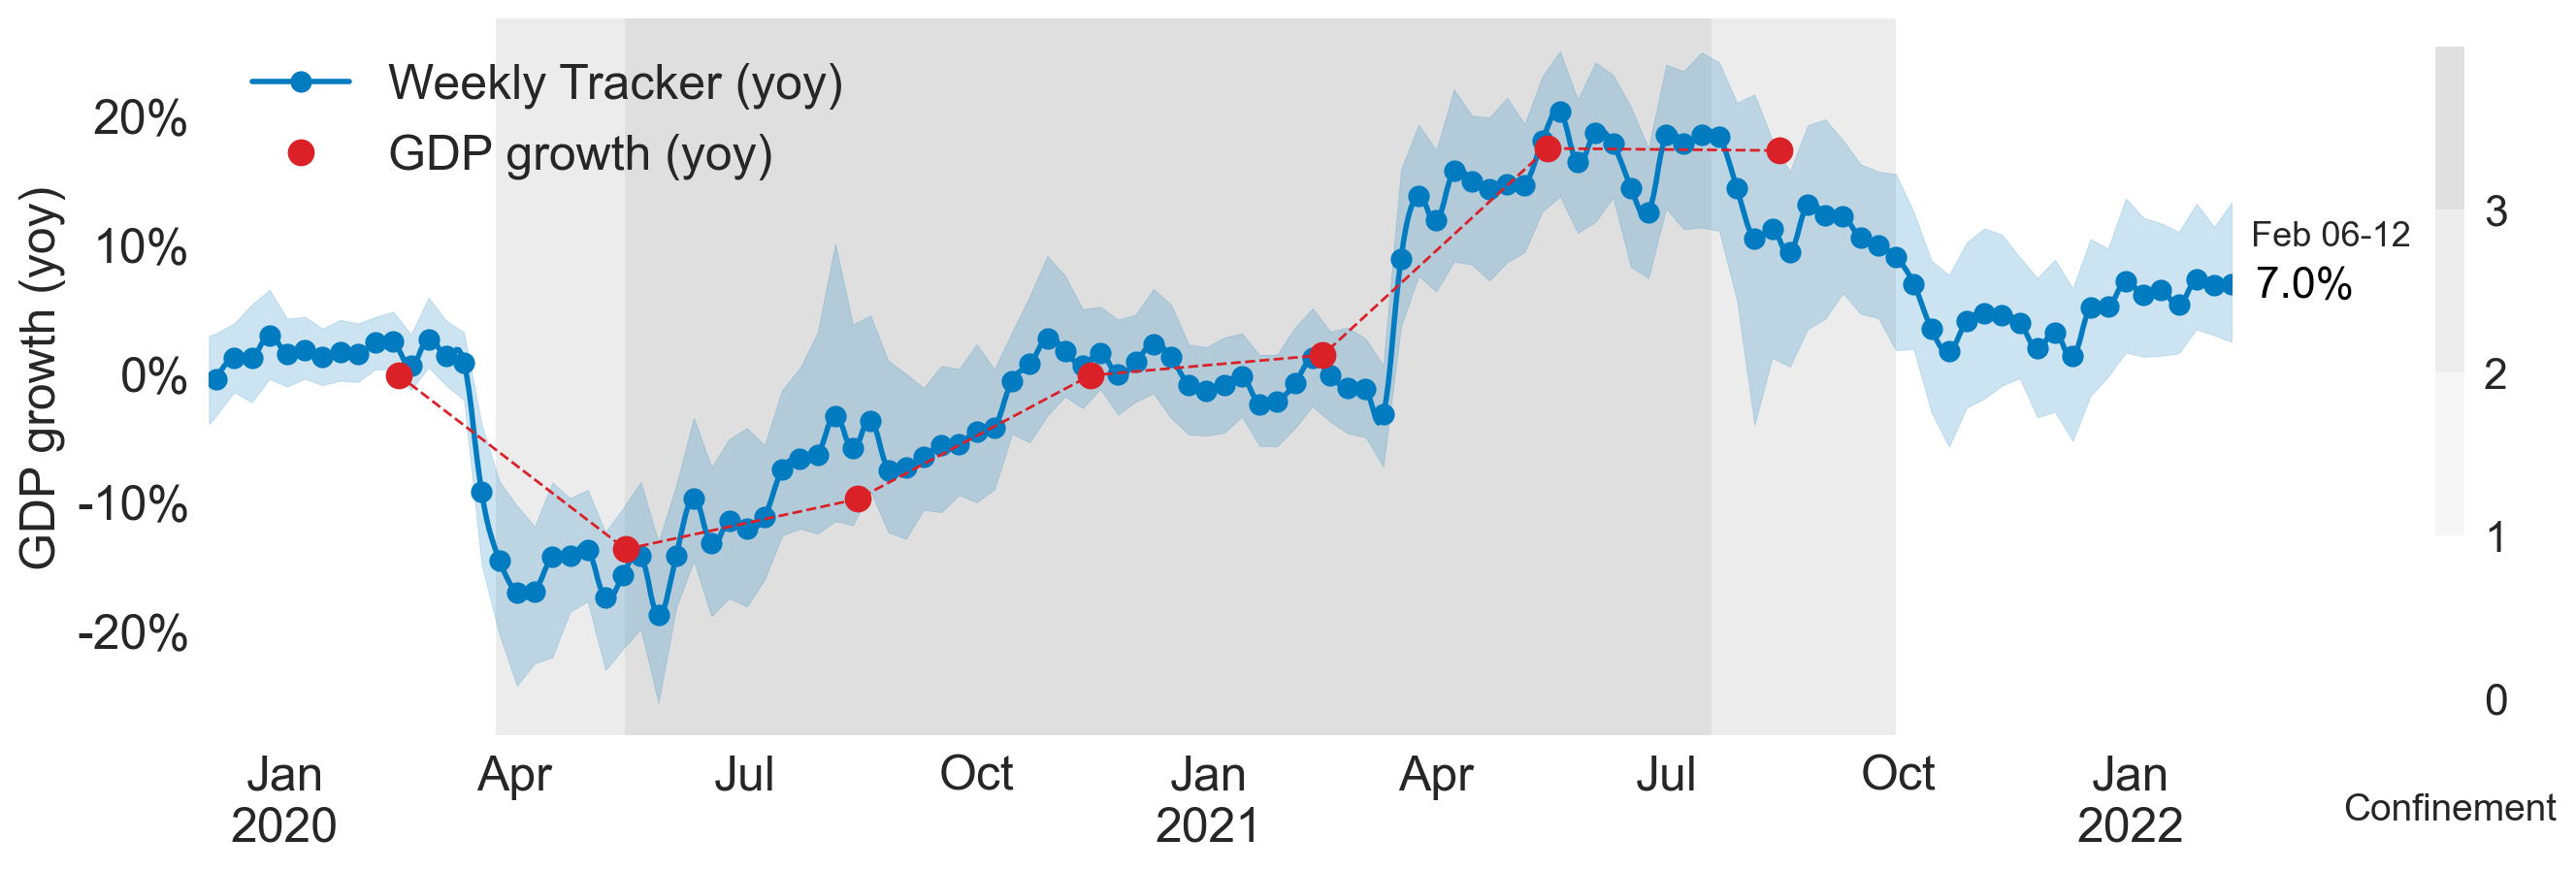 Weekly Tracker (yoy)
GDP growth (yoy)
GDP growth (yoy)
20%
10%
0%
-10%
-20%
Jan
2020
Apr
Jul
Oct
Jan
2021
Apr
Jul
Oct
Jan
2022
Feb 06-12
7.0%
3
2
1
0
Confinement